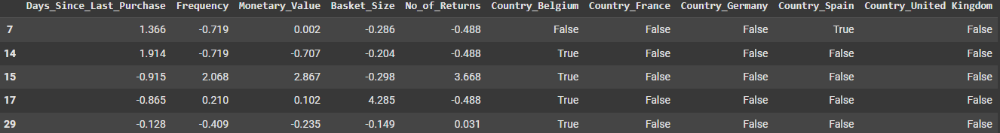 Days_Since_Last_Purchase Frequency Monetary_Value Basket_Size No_of_Returns Country_Belgium Country_France Country_Germany Country_Spain Country_United Kingdom
7 1.366 -0.719 0.002 -0.286 -0.488 False False False True False
14 1.914 -0.719 -0.707 -0.204 -0.488 True False False False False
15 -0.915 2.068 2.867 -0.298 3.668 True False False False False
17 -0.865 0.210 0.102 4.285 -0.488 True False False False False
29 -0.128 -0.409 -0.235 -0.149 0.031 True False False False False